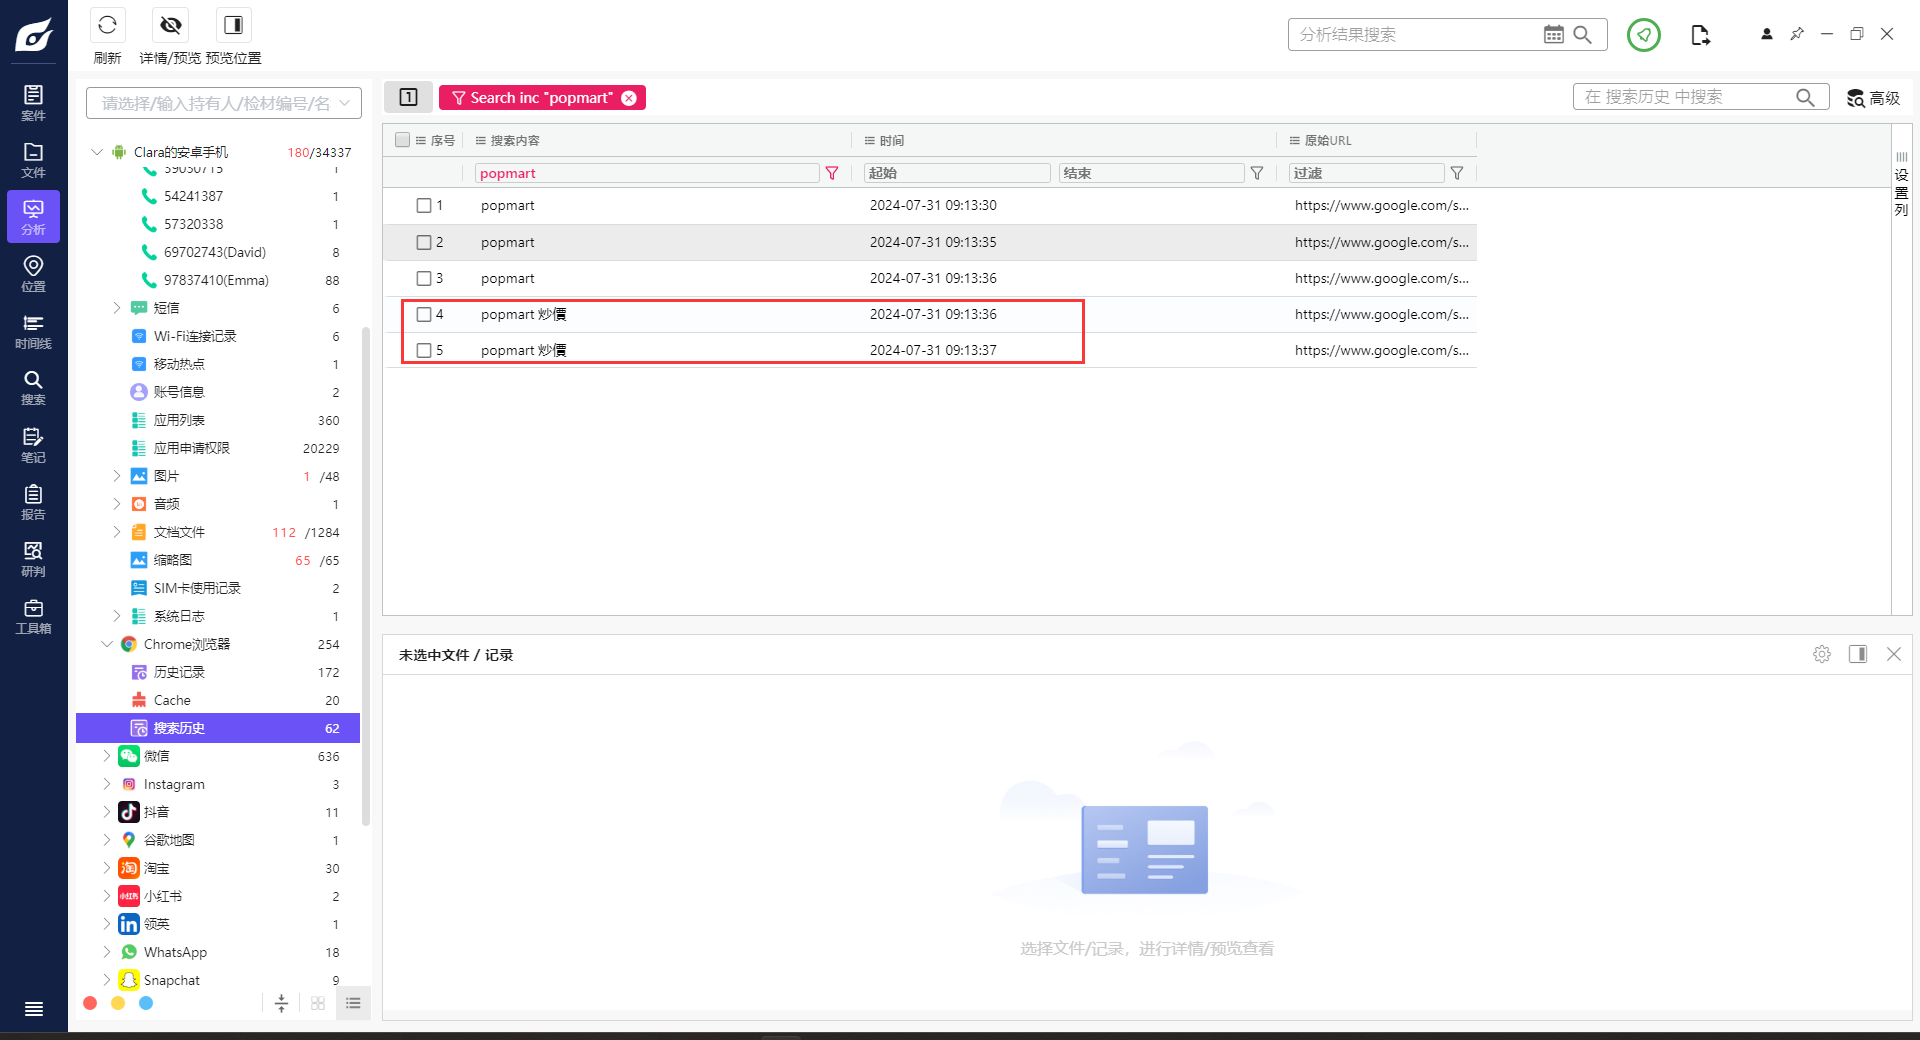 刷新
详情/预览
预览位置
分析结果搜索
案件
文件
分析
位置
时间线
搜索
笔记
报告
研判
工具箱
请选择/输入持有人/检材编号/名
Clara的安卓手机 180/34337
59030715 1
54241387 1
57320338 1
69702743(David) 8
97837410(Emma) 88
短信 6
Wi-Fi连接记录 6
移动热点 1
账号信息 2
应用列表 360
应用申请权限 20229
图片 1 /48
音频 1
文档文件 112 /1284
缩略图 65 /65
SIM卡使用记录 2
系统日志 1
Chrome浏览器 254
历史记录 172
Cache 20
搜索历史 62
微信 636
Instagram 3
抖音 11
谷歌地图 1
淘宝 30
小红书 2
领英 1
WhatsApp 18
Snapchat 9
1
Search inc "popmart"
在 搜索历史 中搜索
高级
序号 搜索内容 时间 原始URL
popmart 起始 结束 过滤
1 popmart 2024-07-31 09:13:30 https://www.google.com/s...
2 popmart 2024-07-31 09:13:35 https://www.google.com/s...
3 popmart 2024-07-31 09:13:36 https://www.google.com/s...
4 popmart 炒價 2024-07-31 09:13:36 https://www.google.com/s...
5 popmart 炒價 2024-07-31 09:13:37 https://www.google.com/s...
设置列
未选中文件 / 记录
选择文件/记录，进行详情/预览查看